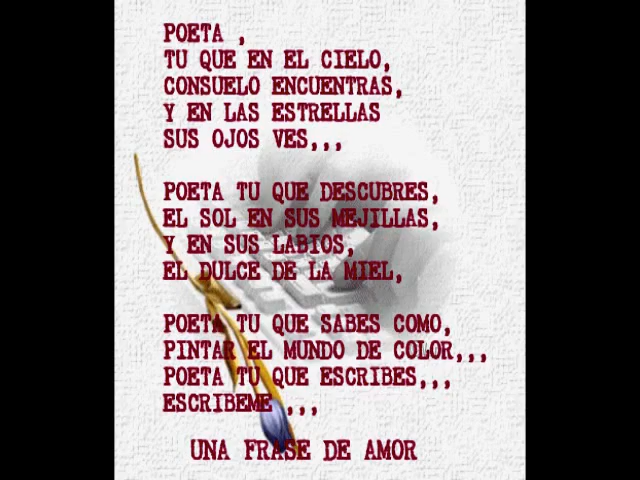 POETA ,
TU QUE EN EL CIELO,
CONSUELO ENCUENTRAS,
Y EN LAS ESTRELLAS
SUS OJOS VES,,,
POETA TU QUE DESCUBRES,
EL SOL EN SUS MEJILLAS,
Y EN SUS LABIOS,
EL DULCE DE LA MIEL,
POETA TU QUE SABES COMO,
PINTAR EL MUNDO DE COLOR,,,
POETA TU QUE ESCRIBES,,,
ESCRIBEME ,,,
UNA FRASE DE AMOR